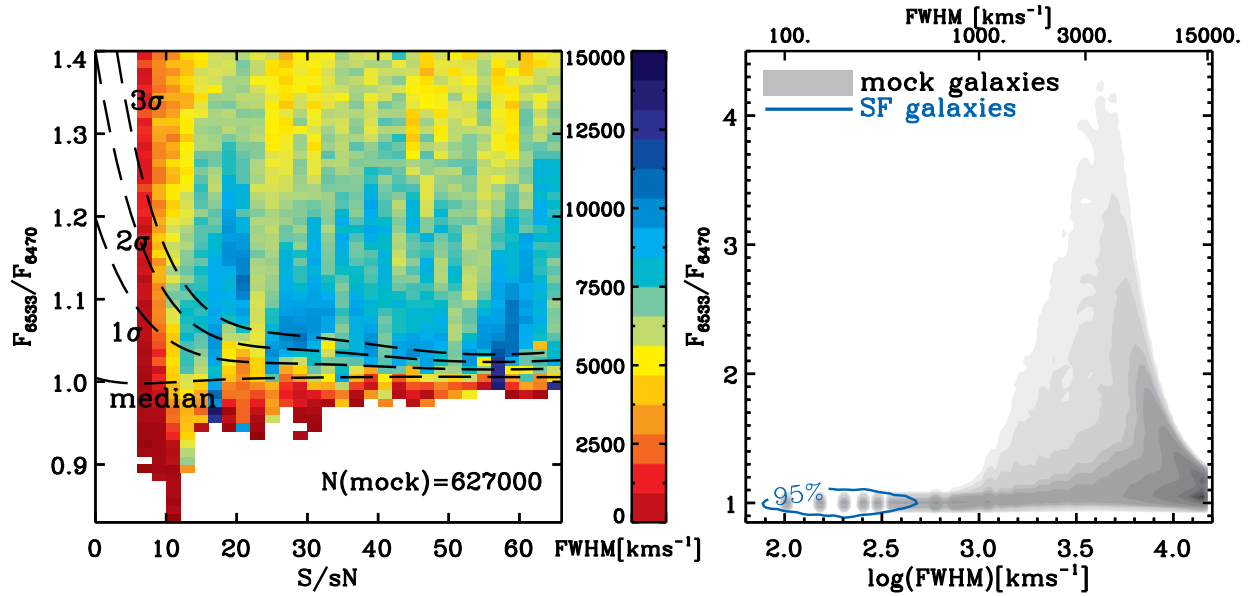 1.4
1.3
1.2
1.1
1.0
0.9
F6533/F6470
3σ
2σ
1σ
median
N(mock)=627000
0 10 20 30 40 50 60
S/sN
15000
12500
10000
7500
5000
2500
0
FWHM[kms⁻¹]
FWHM [kms⁻¹]
100. 1000. 3000. 15000.
mock galaxies
SF galaxies
4
3
2
1
F6533/F6470
95%
2.0 2.5 3.0 3.5 4.0
log(FWHM)[kms⁻¹]